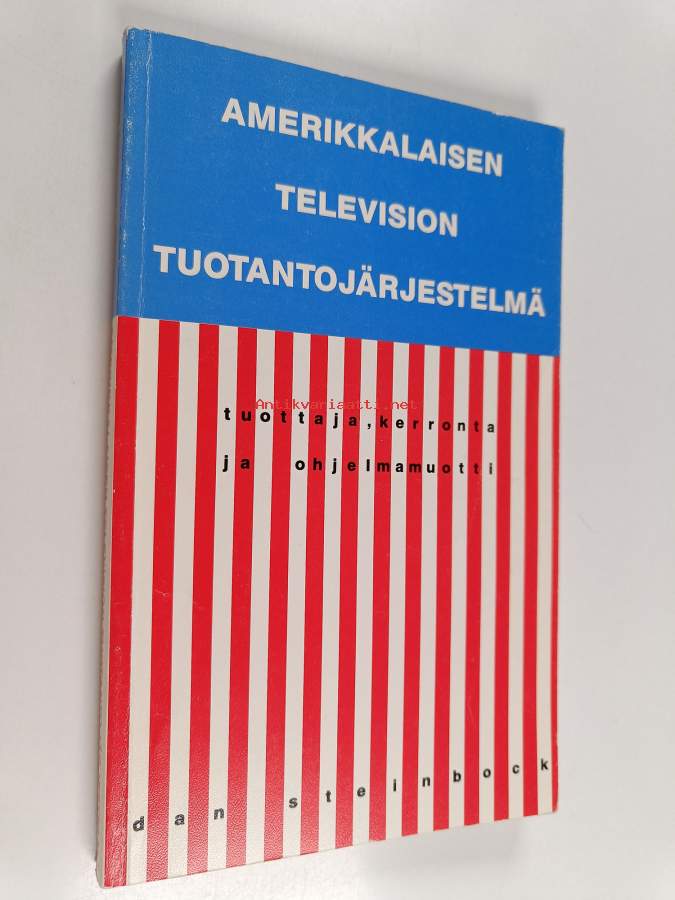 AMERIKKALAISEN
TELEVISION
TUOTANTOJÄRJESTELMÄ
Antikvariaatti.net
tuottaja, kerronta
ja ohjelmamuotti
dan steinbock